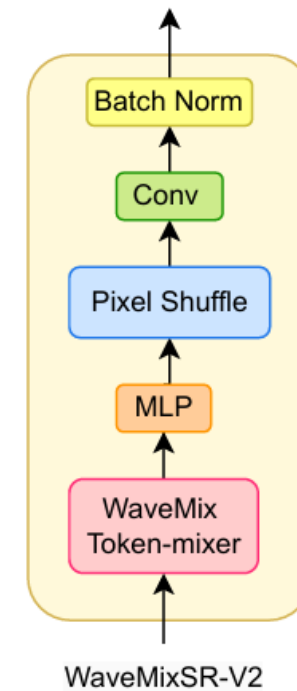 Batch Norm
Conv
Pixel Shuffle
MLP
WaveMix
Token-mixer
WaveMixSR-V2